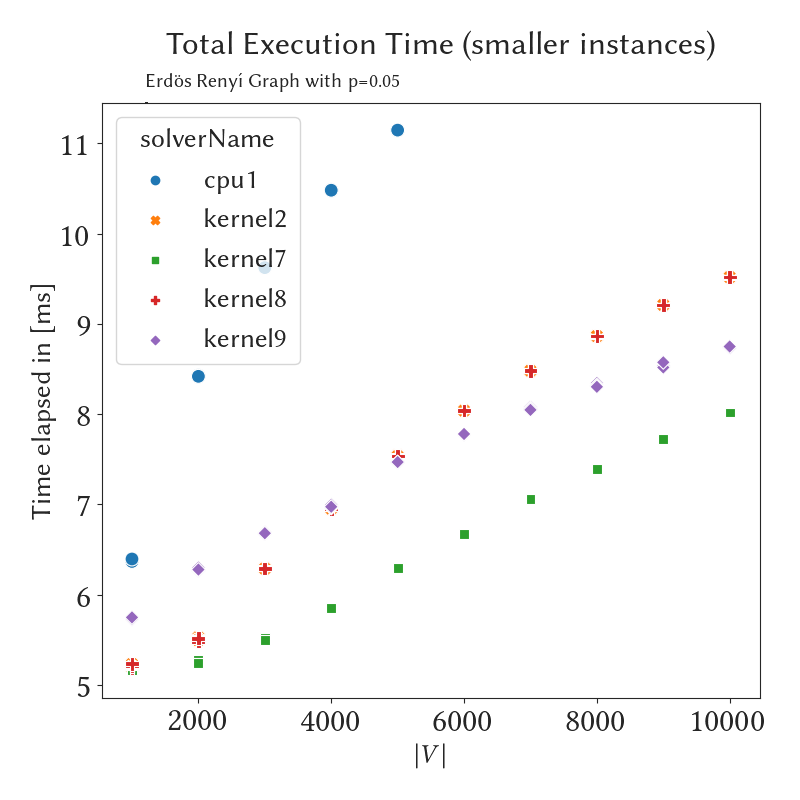 Total Execution Time (smaller instances)
Erdös Renyí Graph with p=0.05
solverName
cpu1
kernel2
kernel7
kernel8
kernel9
Time elapsed in [ms]
11
10
9
8
7
6
5
2000 4000 6000 8000 10000
|V|